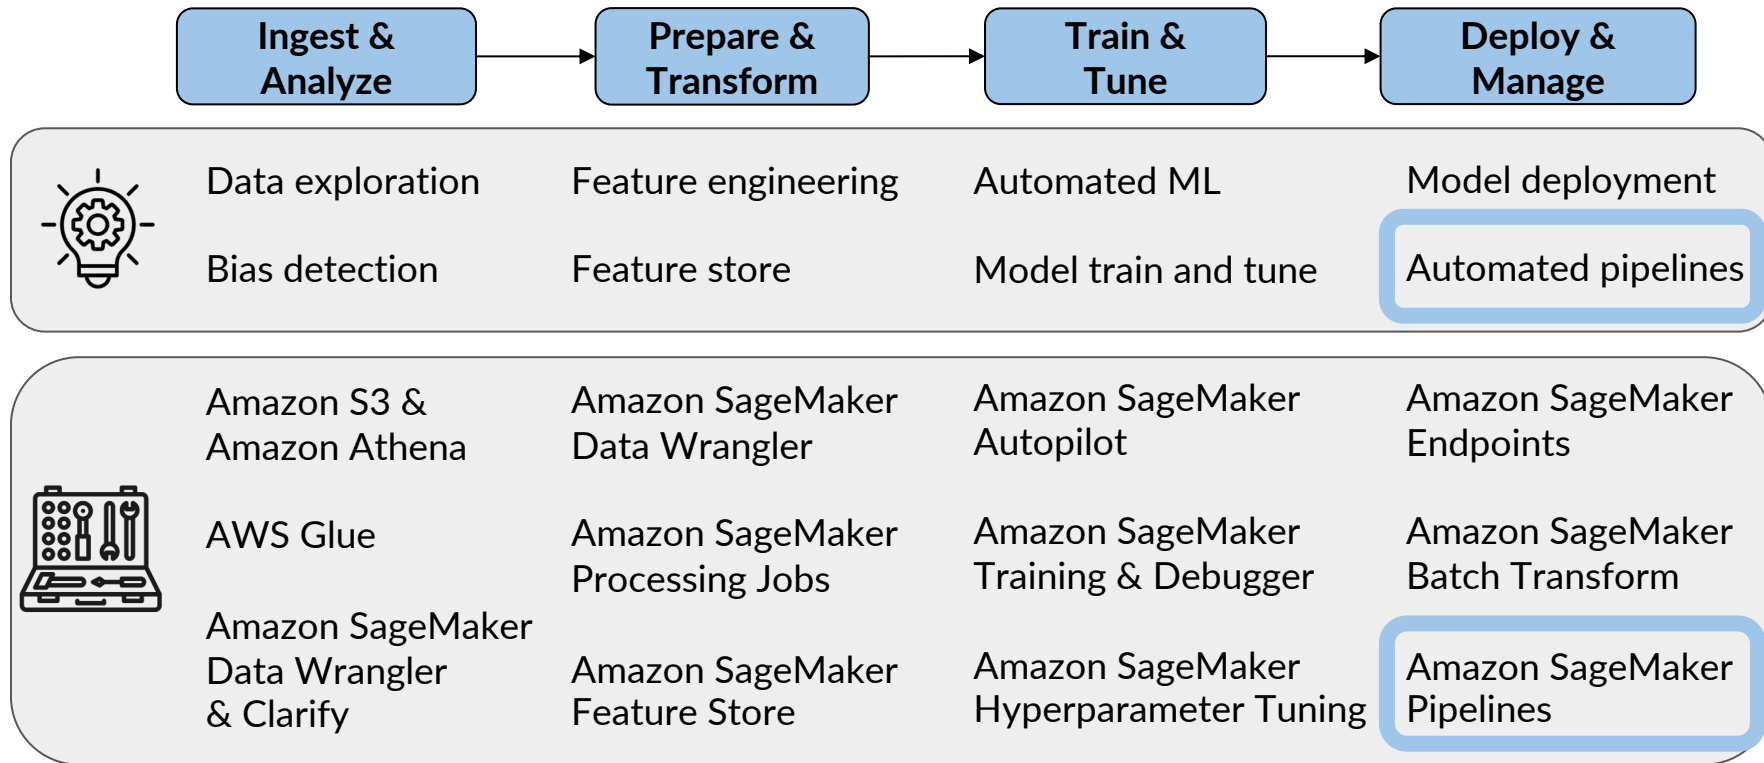 Ingest &
Analyze
Prepare &
Transform
Train &
Tune
Deploy &
Manage
Data exploration
Feature engineering
Automated ML
Model deployment
Bias detection
Feature store
Model train and tune
Automated pipelines
Amazon S3 &
Amazon Athena
Amazon SageMaker
Data Wrangler
Amazon SageMaker
Autopilot
Amazon SageMaker
Endpoints
AWS Glue
Amazon SageMaker
Processing Jobs
Amazon SageMaker
Training & Debugger
Amazon SageMaker
Batch Transform
Amazon SageMaker
Data Wrangler
& Clarify
Amazon SageMaker
Feature Store
Amazon SageMaker
Hyperparameter Tuning
Amazon SageMaker
Pipelines